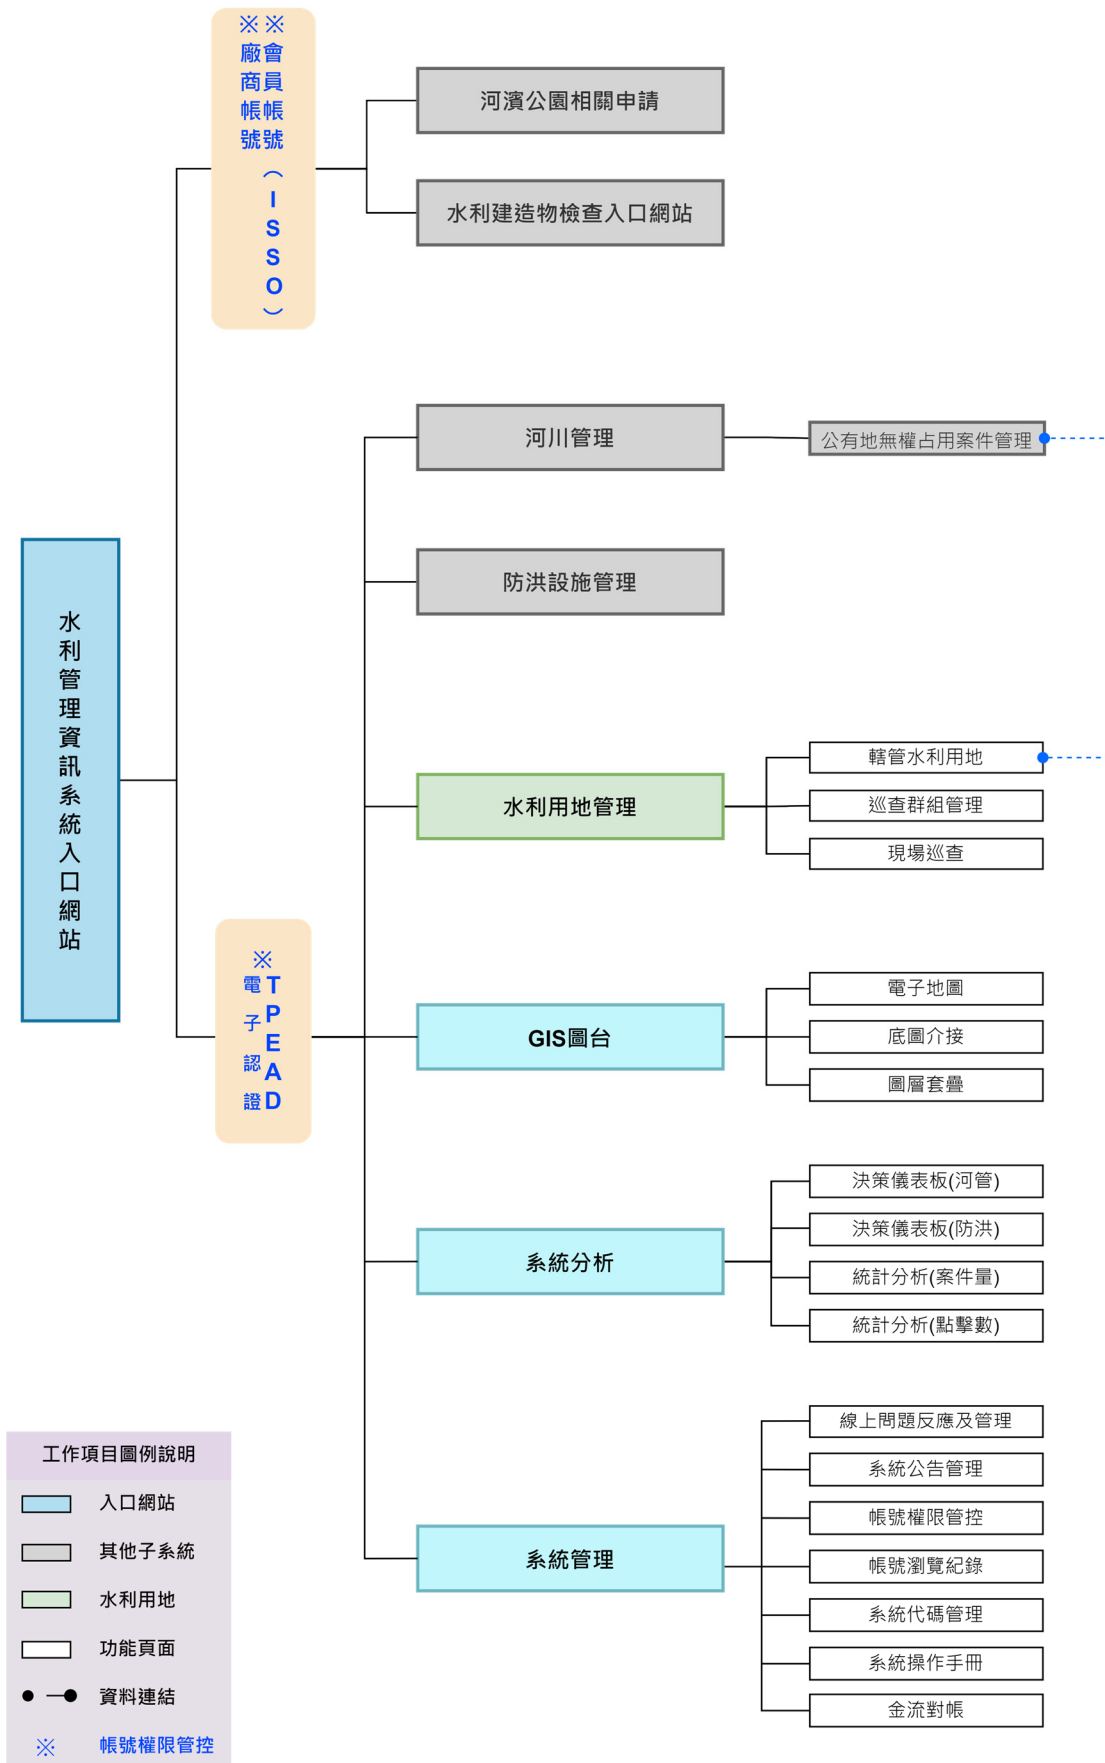 水利管理資訊系統入口網站
※會員帳號（ISSO）
※廠商帳號
河濱公園相關申請
水利建造物檢查入口網站
※
TPEAD
電子認證
河川管理
公有地無權占用案件管理
防洪設施管理
水利用地管理
轄管水利用地
巡查群組管理
現場巡查
GIS圖台
電子地圖
底圖介接
圖層套疊
系統分析
決策儀表板(河管)
決策儀表板(防洪)
統計分析(案件量)
統計分析(點擊數)
系統管理
線上問題反應及管理
系統公告管理
帳號權限管控
帳號瀏覽紀錄
系統代碼管理
系統操作手冊
金流對帳
工作項目圖例說明
入口網站
其他子系統
水利用地
功能頁面
資料連結
※ 帳號權限管控